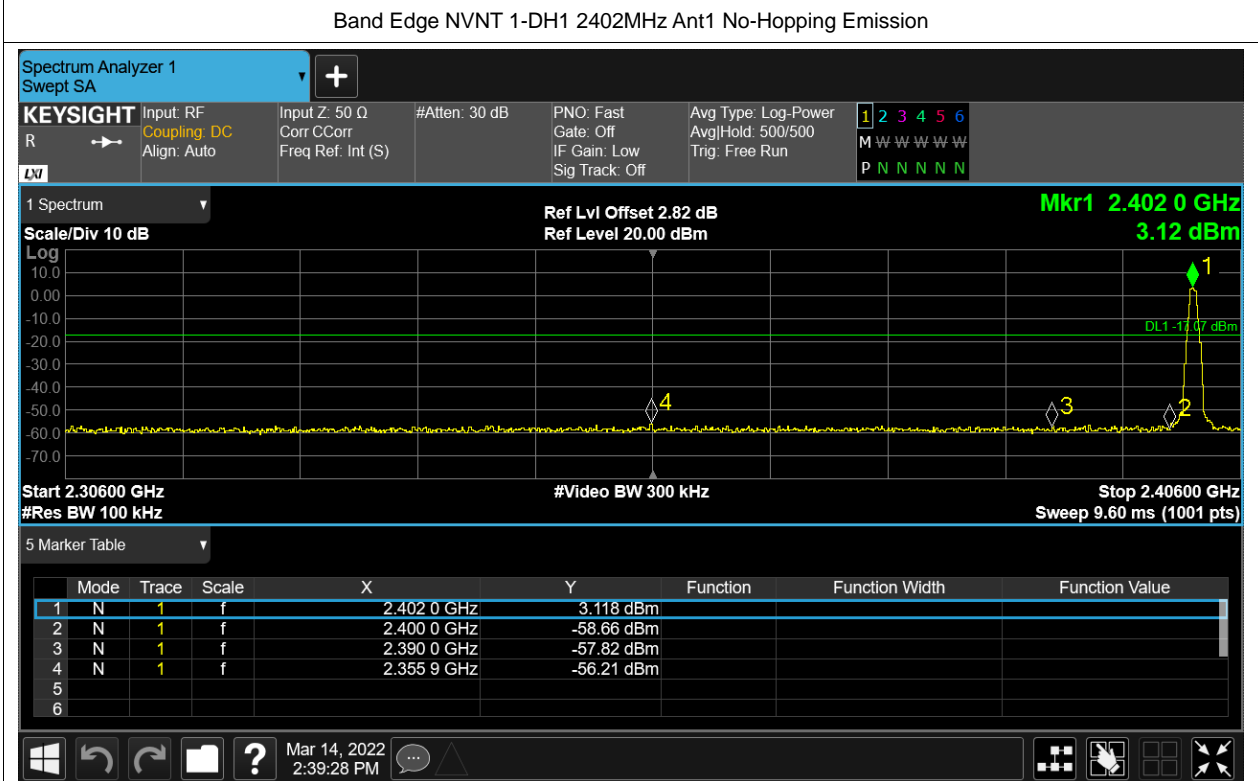 Band Edge NVNT 1-DH1 2402MHz Ant1 No-Hopping Emission
Spectrum Analyzer 1
Swept SA
+
KEYSIGHT Input: RF Input Z: 50 Ω #Atten: 30 dB PNO: Fast Avg Type: Log-Power 1 2 3 4 5 6
R Coupling: DC Corr CCorr Gate: Off Avg|Hold: 500/500 M W W W W W
Align: Auto Freq Ref: Int (S) IF Gain: Low Trig: Free Run
LXI Sig Track: Off P N N N N N
1 Spectrum Ref Lvl Offset 2.82 dB Mkr1 2.402 0 GHz
Scale/Div 10 dB Ref Level 20.00 dBm 3.12 dBm
Log
1
10.0
0.00
-10.0
DL1 -17.07 dBm
-20.0
-30.0
-40.0
4 3 2
-50.0
-60.0
-70.0
Start 2.30600 GHz #Video BW 300 kHz Stop 2.40600 GHz
#Res BW 100 kHz Sweep 9.60 ms (1001 pts)
5 Marker Table
Mode Trace Scale X Y Function Function Width Function Value
1 N 1 f 2.402 0 GHz 3.118 dBm
2 N 1 f 2.400 0 GHz -58.66 dBm
3 N 1 f 2.390 0 GHz -57.82 dBm
4 N 1 f 2.355 9 GHz -56.21 dBm
5
6
? Mar 14, 2022
2:39:28 PM